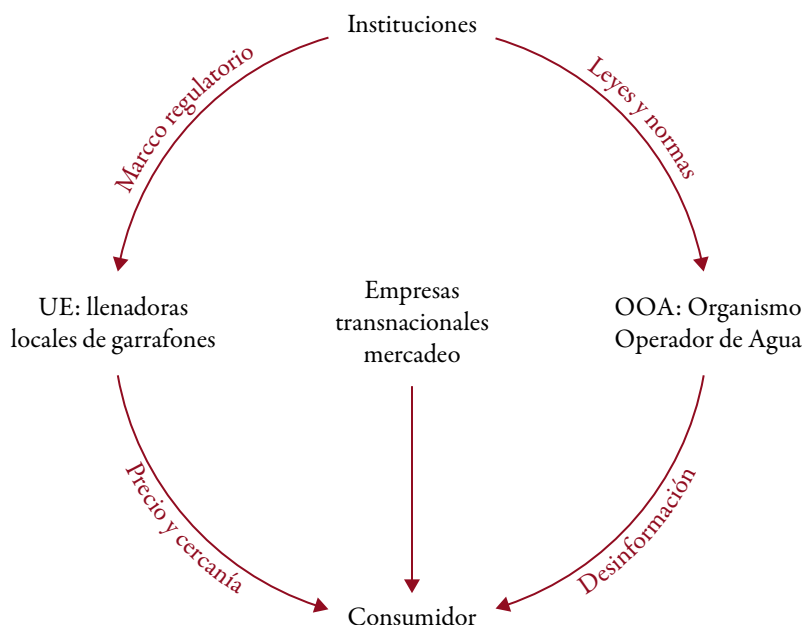 Instituciones
Marcco regulatorio
Leyes y normas
UE: llenadoras
locales de garrafones
Empresas
transnacionales
mercadeo
OOA: Organismo
Operador de Agua
Precio y cercanía
Desinformación
Consumidor